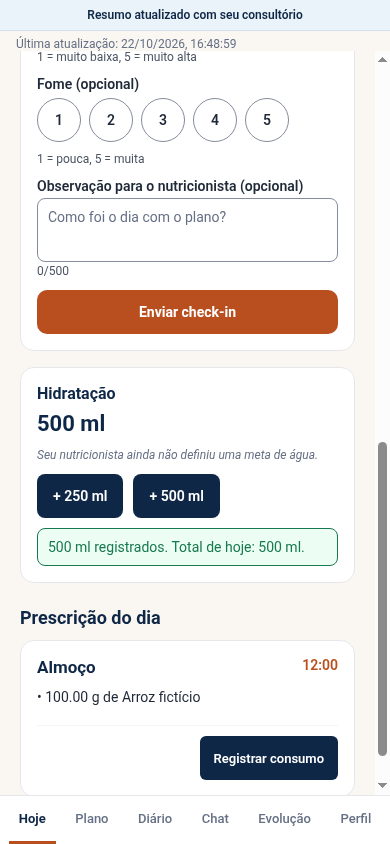 Resumo atualizado com seu consultório
Última atualização: 22/10/2026, 16:48:59
1 = muito baixa, 5 = muito alta
Fome (opcional)
1 2 3 4 5
1 = pouca, 5 = muita
Observação para o nutricionista (opcional)
Como foi o dia com o plano?
0/500
Enviar check-in
Hidratação
500 ml
Seu nutricionista ainda não definiu uma meta de água.
+ 250 ml + 500 ml
500 ml registrados. Total de hoje: 500 ml.
Prescrição do dia
Almoço 12:00
• 100.00 g de Arroz fictício
Registrar consumo
Hoje Plano Diário Chat Evolução Perfil